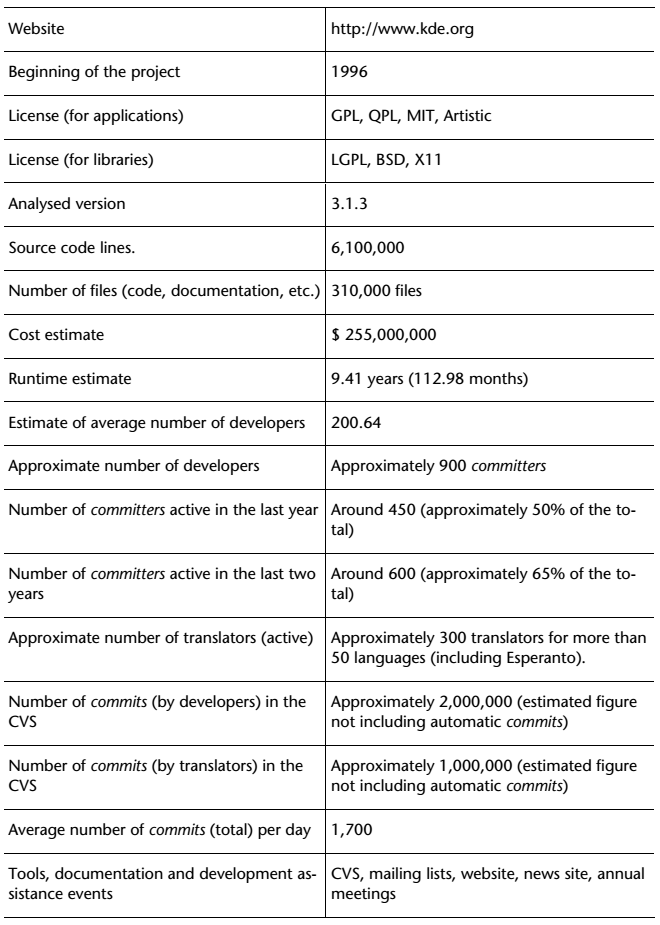 Website http://www.kde.org
Beginning of the project 1996
License (for applications) GPL, QPL, MIT, Artistic
License (for libraries) LGPL, BSD, X11
Analysed version 3.1.3
Source code lines. 6,100,000
Number of files (code, documentation, etc.) 310,000 files
Cost estimate $ 255,000,000
Runtime estimate 9.41 years (112.98 months)
Estimate of average number of developers 200.64
Approximate number of developers Approximately 900 committers
Number of committers active in the last year Around 450 (approximately 50% of the to-
tal)
Number of committers active in the last two
years
Around 600 (approximately 65% of the to-
tal)
Approximate number of translators (active) Approximately 300 translators for more than
50 languages (including Esperanto).
Number of commits (by developers) in the
CVS
Approximately 2,000,000 (estimated figure
not including automatic commits)
Number of commits (by translators) in the
CVS
Approximately 1,000,000 (estimated figure
not including automatic commits)
Average number of commits (total) per day 1,700
Tools, documentation and development as-
sistance events
CVS, mailing lists, website, news site, annual
meetings